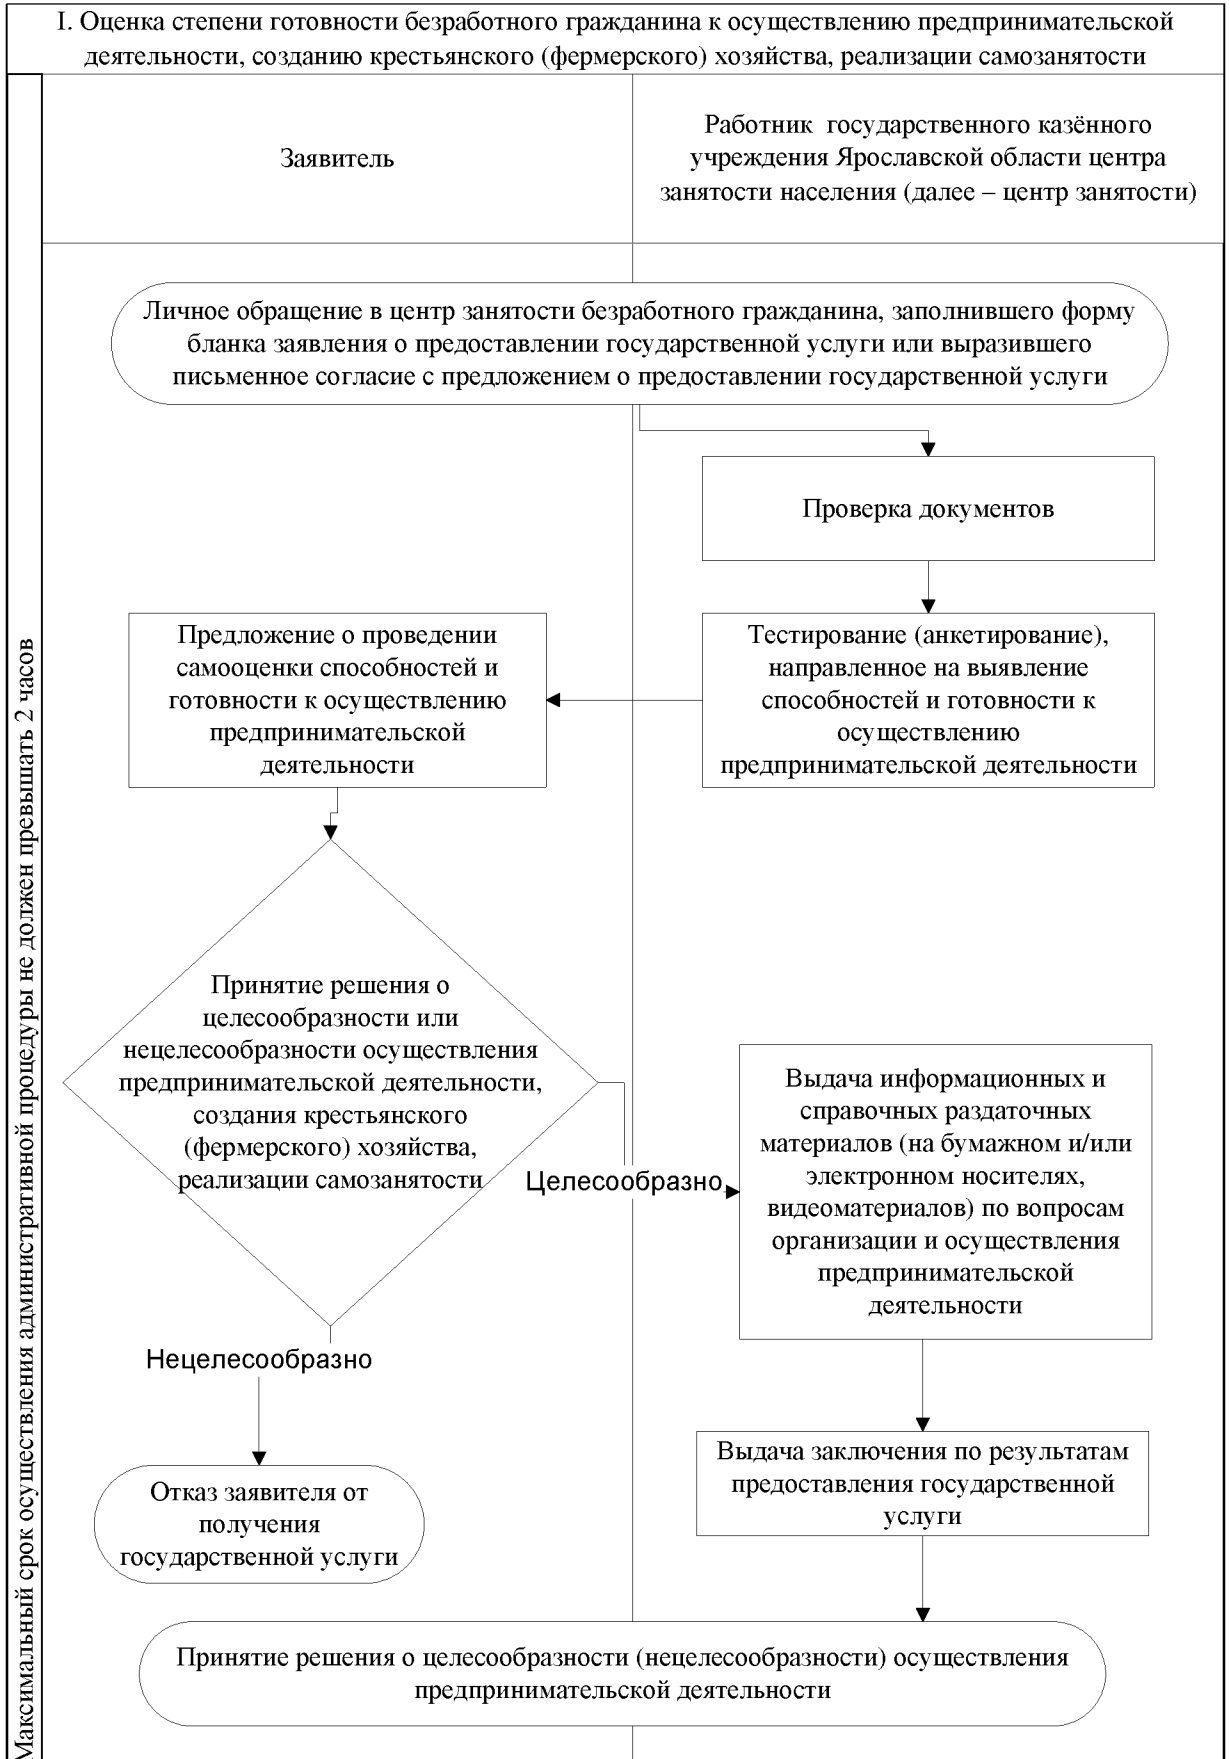 I. Оценка степени готовности безработного гражданина к осуществлению предпринимательской
деятельности, созданию крестьянского (фермерского) хозяйства, реализации самозанятости
Максимальный срок осуществления административной процедуры не должен превышать 2 часов
Заявитель
Работник государственного казённого
учреждения Ярославской области центра
занятости населения (далее – центр занятости)
Личное обращение в центр занятости безработного гражданина, заполнившего форму
бланка заявления о предоставлении государственной услуги или выразившего
письменное согласие с предложением о предоставлении государственной услуги
Проверка документов
Тестирование (анкетирование),
направленное на выявление
способностей и готовности к
осуществлению
предпринимательской деятельности
Предложение о проведении
самооценки способностей и
готовности к осуществлению
предпринимательской
деятельности
Принятие решения о
целесообразности или
нецелесообразности осуществления
предпринимательской деятельности,
создания крестьянского
(фермерского) хозяйства,
реализации самозанятости
Целесообразно
Выдача информационных и
справочных раздаточных
материалов (на бумажном и/или
электронном носителях,
видеоматериалов) по вопросам
организации и осуществления
предпринимательской
деятельности
Нецелесообразно
Отказ заявителя от
получения
государственной услуги
Выдача заключения по результатам
предоставления государственной
услуги
Принятие решения о целесообразности (нецелесообразности) осуществления
предпринимательской деятельности